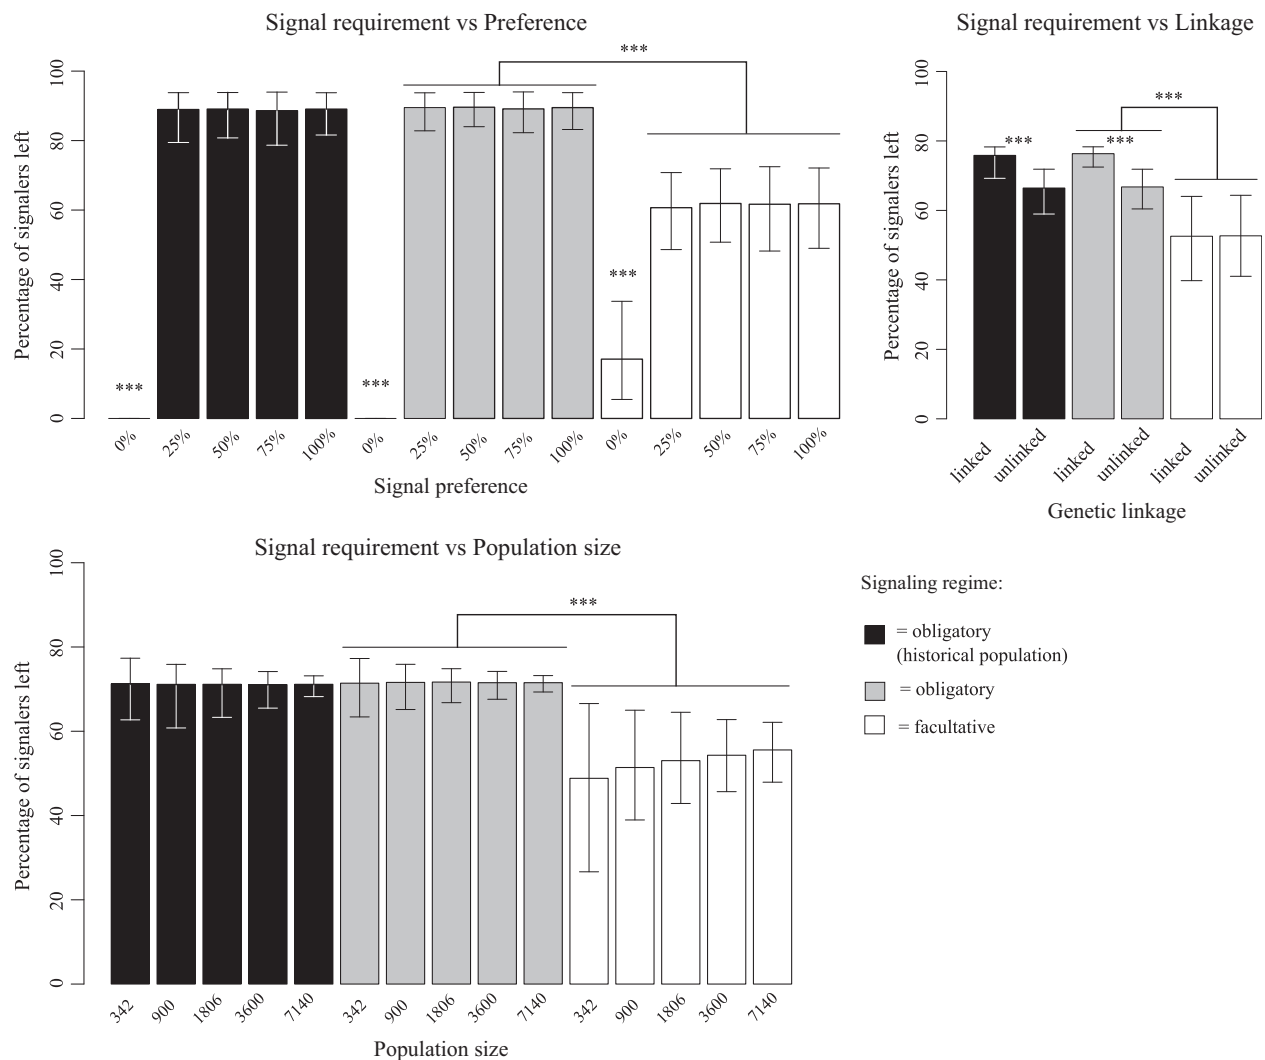 Signal requirement vs Preference
***
Percentage of signalers left
0 20 40 60 80 100
*** *** ***
0% 25% 50% 75% 100% 0% 25% 50% 75% 100% 0% 25% 50% 75% 100%
Signal preference
Signal requirement vs Linkage
***
*** ***
Percentage of signalers left
0 20 40 60 80 100
linked unlinked linked unlinked linked unlinked
Genetic linkage
Signal requirement vs Population size
***
Percentage of signalers left
0 20 40 60 80 100
342 900 1806 3600 7140 342 900 1806 3600 7140 342 900 1806 3600 7140
Population size
Signaling regime:
= obligatory
(historical population)
= obligatory
= facultative